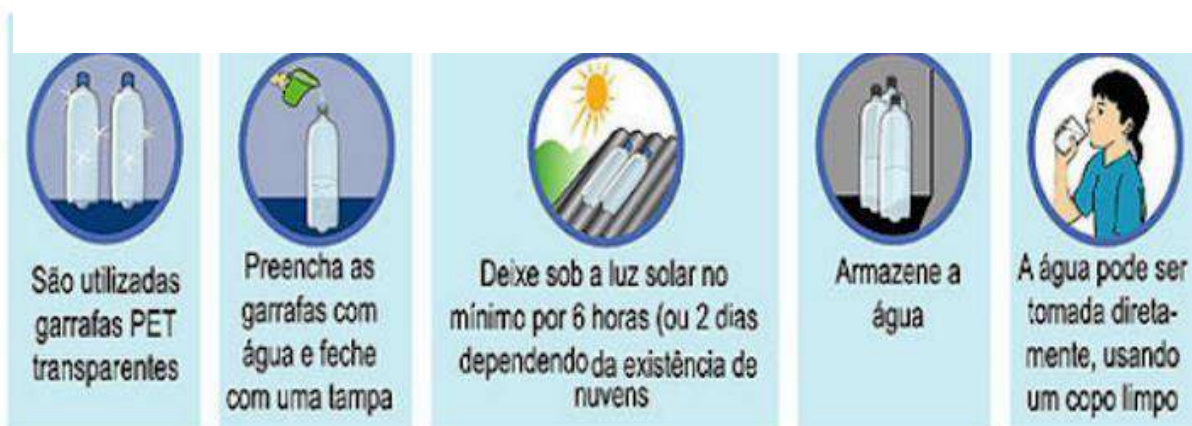 São utilizadas
garrafas PET
transparentes
Preencha as
garrafas com
água e feche
com uma tampa
Deixe sob a luz solar no
mínimo por 6 horas (ou 2 dias
dependendo da existência de
nuvens
Armazene a
água
A água pode ser
tomada direta-
mente, usando
um copo limpo